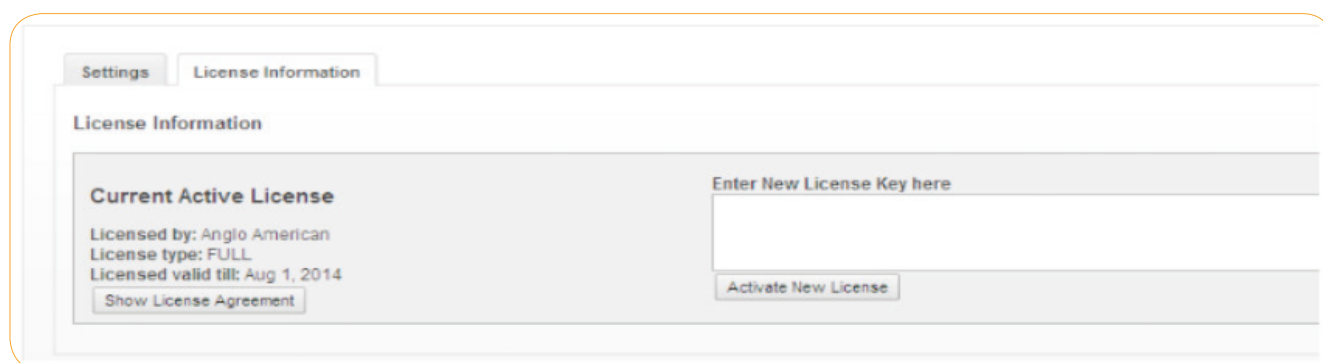 Settings
License Information
License Information
Current Active License
Licensed by: Anglo American
License type: FULL
Licensed valid till: Aug 1, 2014
Show License Agreement
Enter New License Key here
Activate New License